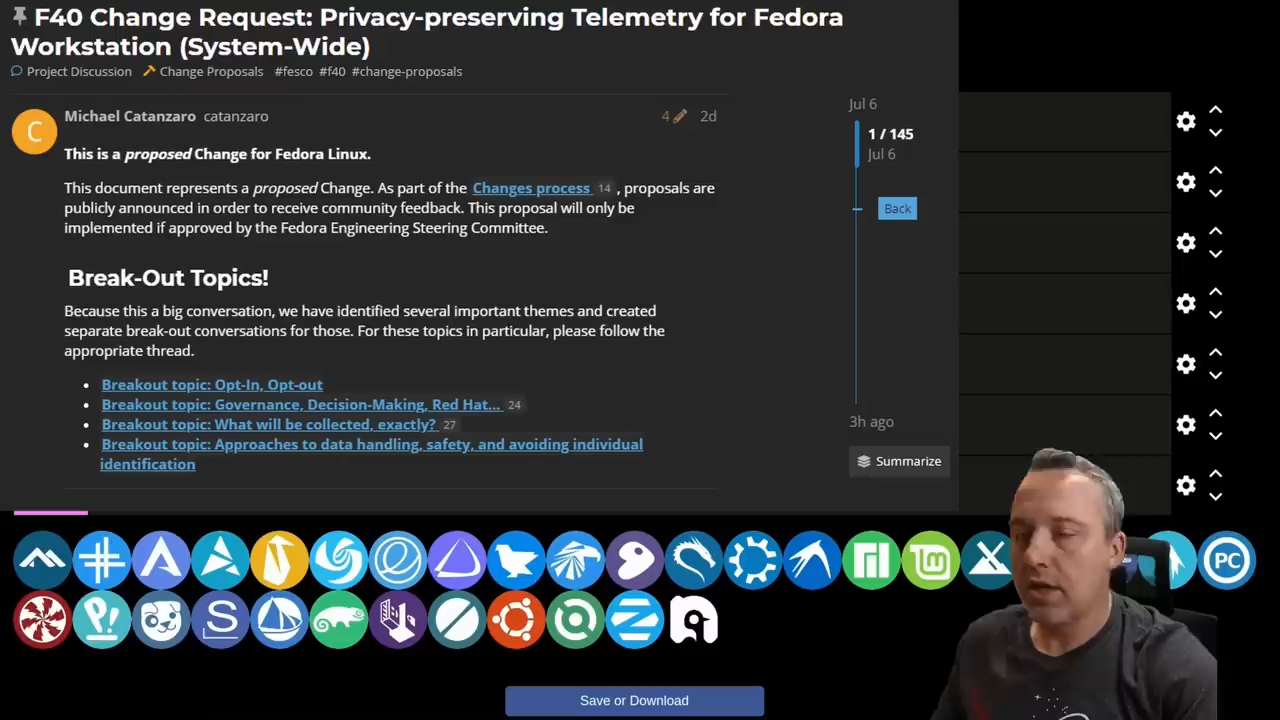 F40 Change Request: Privacy-preserving Telemetry for Fedora
Workstation (System-Wide)
Project Discussion Change Proposals #fesco #f40 #change-proposals
Michael Catanzaro catanzaro 4 2d
This is a proposed Change for Fedora Linux.
This document represents a proposed Change. As part of the Changes process 14 , proposals are
publicly announced in order to receive community feedback. This proposal will only be
implemented if approved by the Fedora Engineering Steering Committee.
Break-Out Topics!
Because this a big conversation, we have identified several important themes and created
separate break-out conversations for those. For these topics in particular, please follow the
appropriate thread.
Breakout topic: Opt-In, Opt-out
Breakout topic: Governance, Decision-Making, Red Hat... 24
Breakout topic: What will be collected, exactly? 27
Breakout topic: Approaches to data handling, safety, and avoiding individual
identification
Jul 6
1 / 145
Jul 6
Back
3h ago
Summarize
C
PC
P!
S
Save or Download